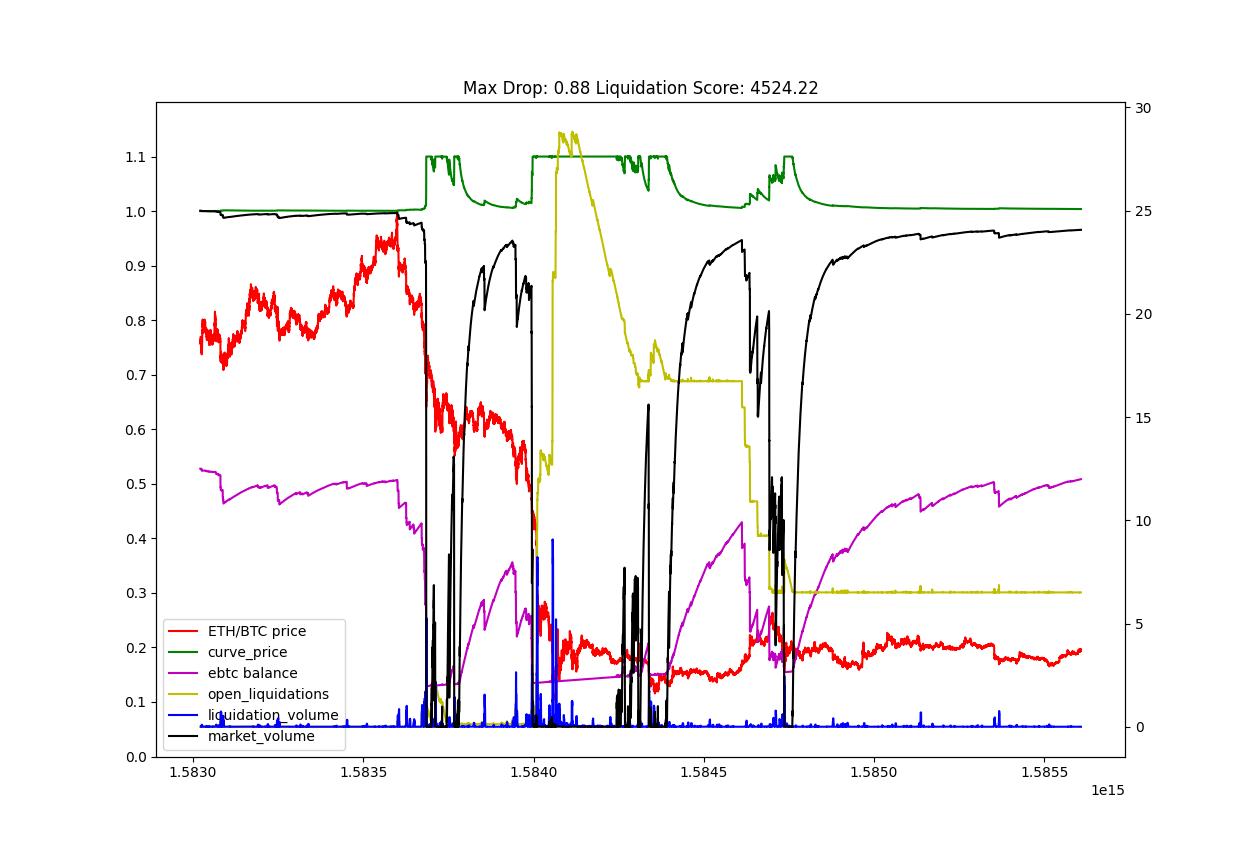 Max Drop: 0.88 Liquidation Score: 4524.22
30
25
20
15
10
5
0
1.1
1.0
0.9
0.8
0.7
0.6
0.5
0.4
0.3
0.2
0.1
0.0
ETH/BTC price
curve_price
ebtc balance
open_liquidations
liquidation_volume
market_volume
1.5830 1.5835 1.5840 1.5845 1.5850 1.5855
1e15